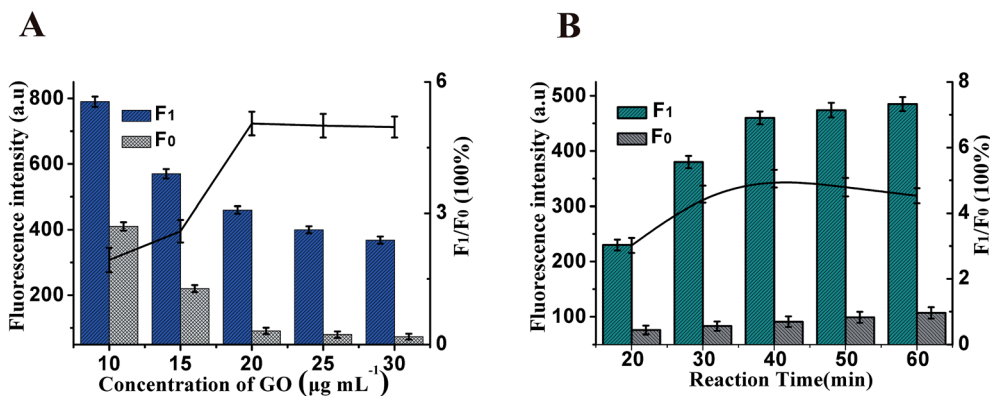 A
Fluorescence intensity (a.u)
800
600
400
200
F1
F0
6
3
0
F1/F0 (100%)
10 15 20 25 30
Concentration of GO (μg mL-1)
B
Fluorescence intensity (a.u)
500
400
300
200
100
F1
F0
8
6
4
2
0
F1/F0 (100%)
20 30 40 50 60
Reaction Time(min)